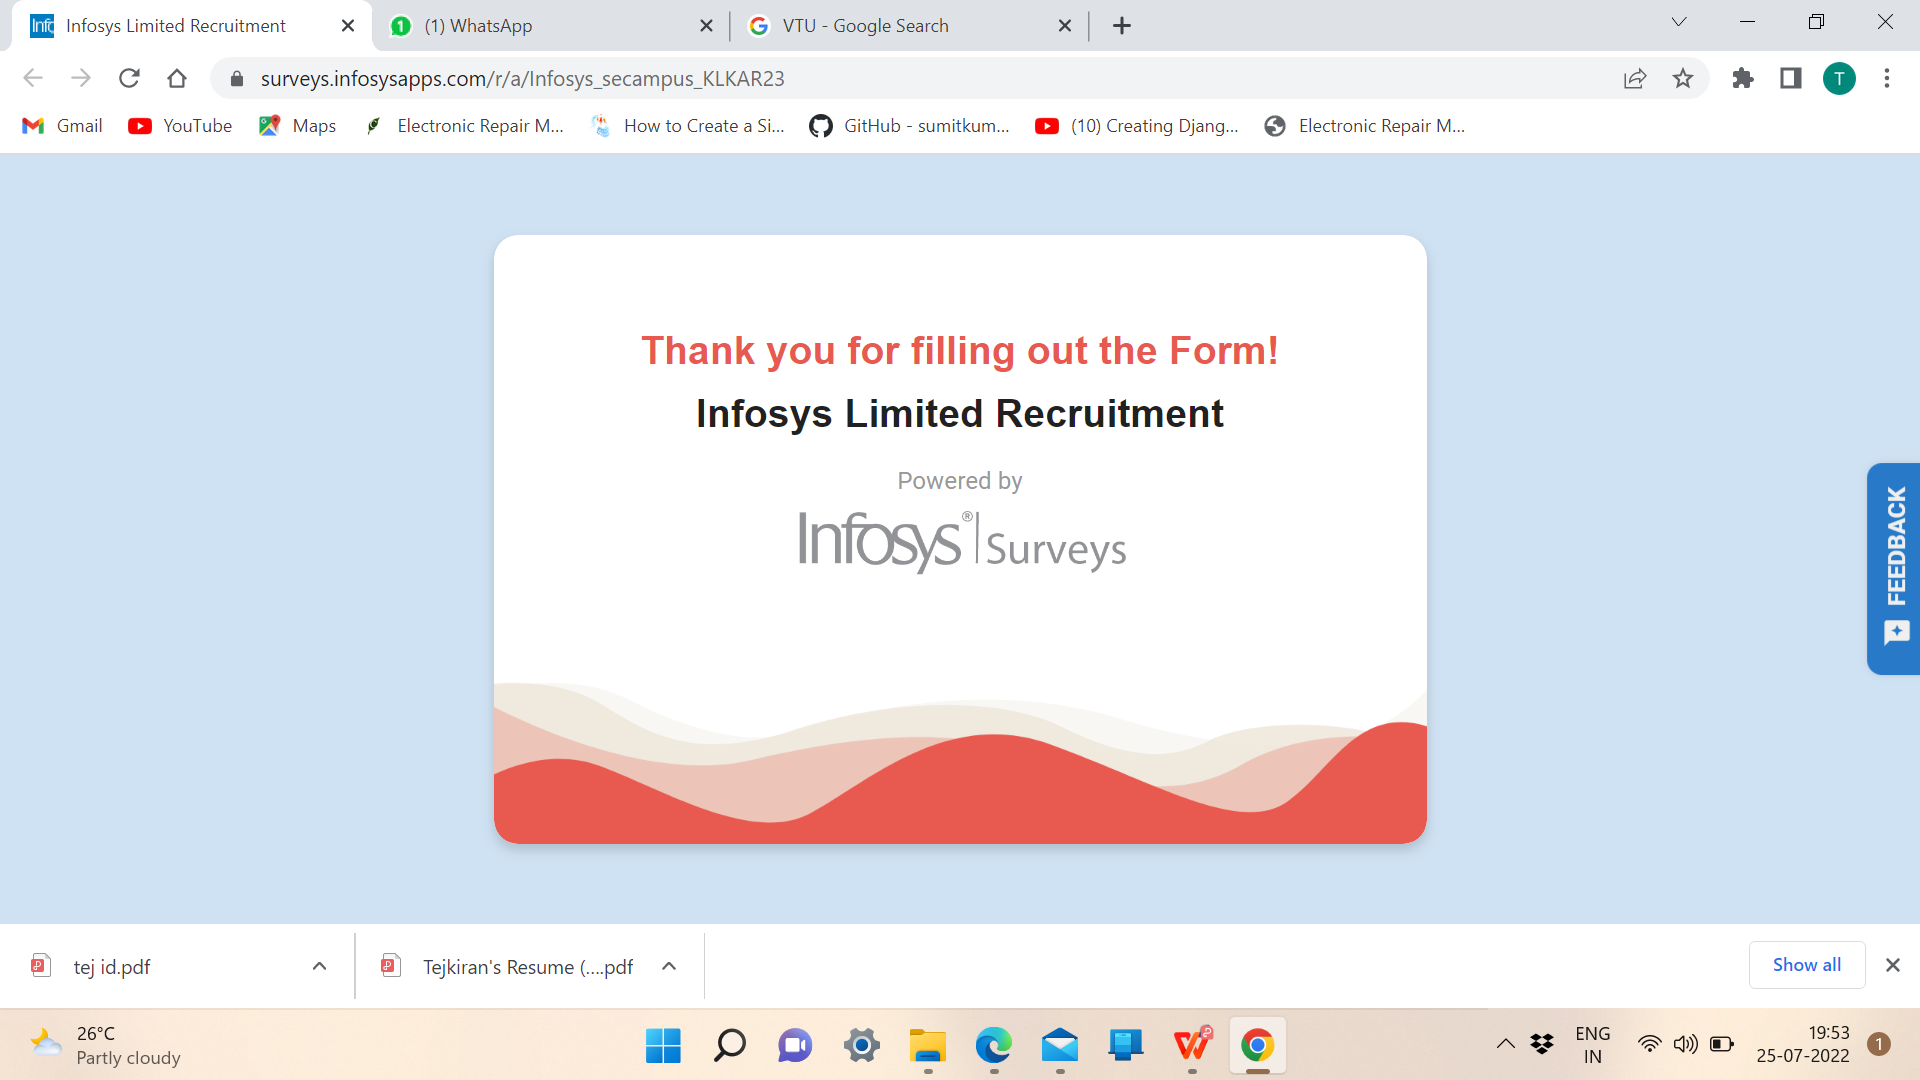 Infosys Limited Recruitment
(1) WhatsApp
VTU - Google Search
surveys.infosysapps.com/r/a/Infosys_secampus_KLKAR23
T
Gmail
YouTube
Maps
Electronic Repair M...
How to Create a Si...
GitHub - sumitkum...
(10) Creating Djang...
Electronic Repair M...
Thank you for filling out the Form!
Infosys Limited Recruitment
Powered by
Infosys® | Surveys
FEEDBACK
tej id.pdf
Tejkiran's Resume (....pdf
Show all
26°C
Partly cloudy
ENG
IN
19:53
25-07-2022
1